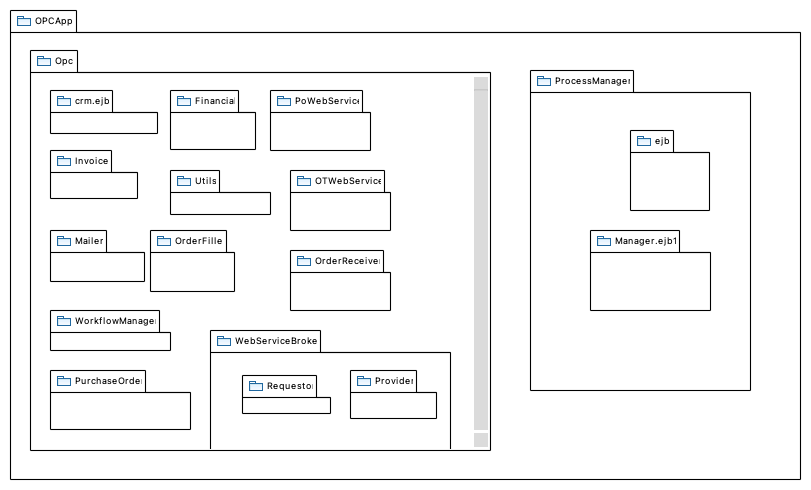 OPCApp
Opc
ProcessManager
crm.ejb
Financial
PoWebService
ejb
Invoice
Utils
OTWebService
Mailer
OrderFille
Manager.ejb1
OrderReceiver
WorkflowManager
WebServiceBroke
PurchaseOrder
Requestor
Provider